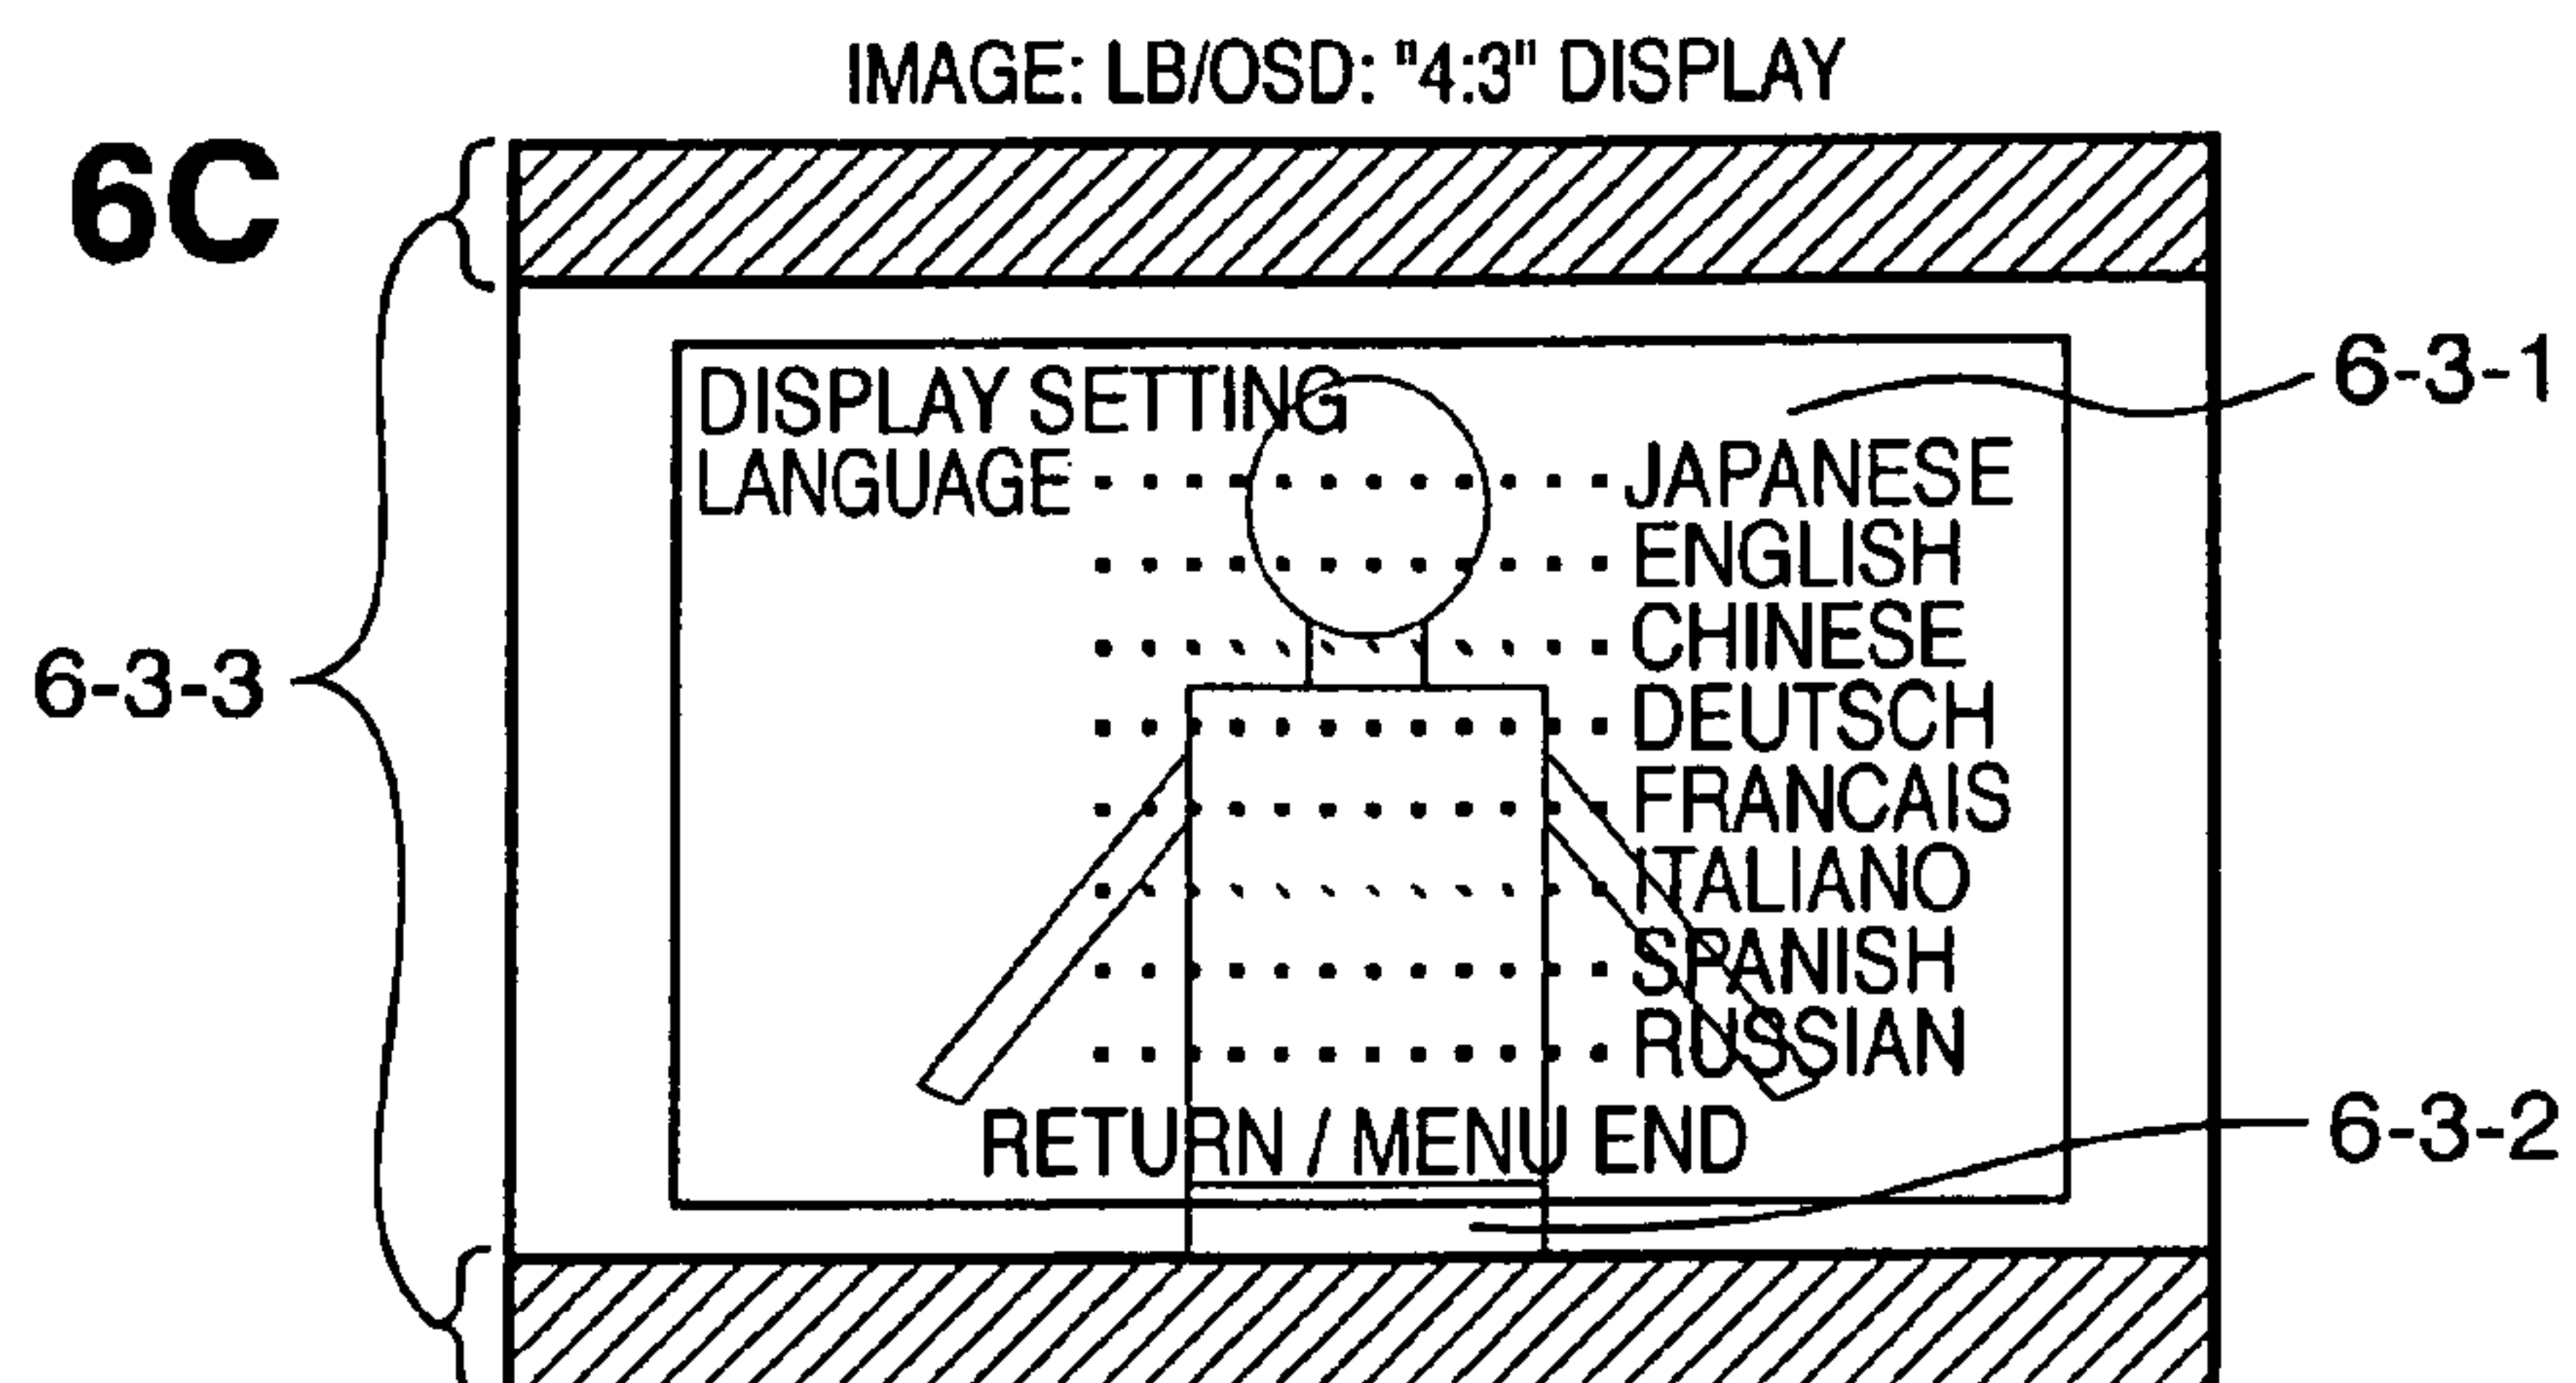 IMAGE: LB/OSD: "4:3" DISPLAY
6C
6-3-1
DISPLAY SETTING
LANGUAGE ............ JAPANESE
............ ENGLISH
............ CHINESE
6-3-3
............ DEUTSCH
............ FRANCAIS
............ ITALIANO
............ SPANISH
............ RUSSIAN
RETURN / MENU END
6-3-2